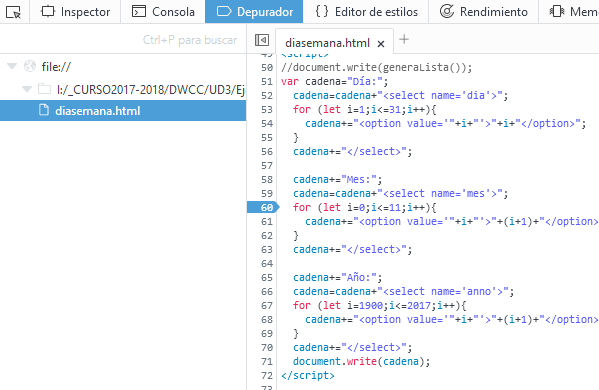 Inspector Consola Depurador {} Editor de estilos Rendimiento Mem
Ctrl+P para buscar
diasemana.html × +
file://
I:/_CURSO2017-2018/DWCC/UD3/Ej
diasemana.html
49 <script>
50 //document.write(generaLista());
51 var cadena="Día:";
52 cadena=cadena+"<select name='dia'>";
53 for (let i=1;i<=31;i++){
54 cadena+="<option value='"+i+"'>"+i+"</option>";
55 }
56 cadena+="</select>";
57
58 cadena+="Mes:";
59 cadena=cadena+"<select name='mes'>";
60 for (let i=0;i<=11;i++){
61 cadena+="<option value='"+i+"'>"+(i+1)+"</option>
62 }
63 cadena+="</select>";
64
65 cadena+="Año:";
66 cadena=cadena+"<select name='anno'>";
67 for (let i=1900;i<=2017;i++){
68 cadena+="<option value='"+i+"'>"+(i+1)+"</option>
69 }
70 cadena+="</select>";
71 document.write(cadena);
72 </script>
73